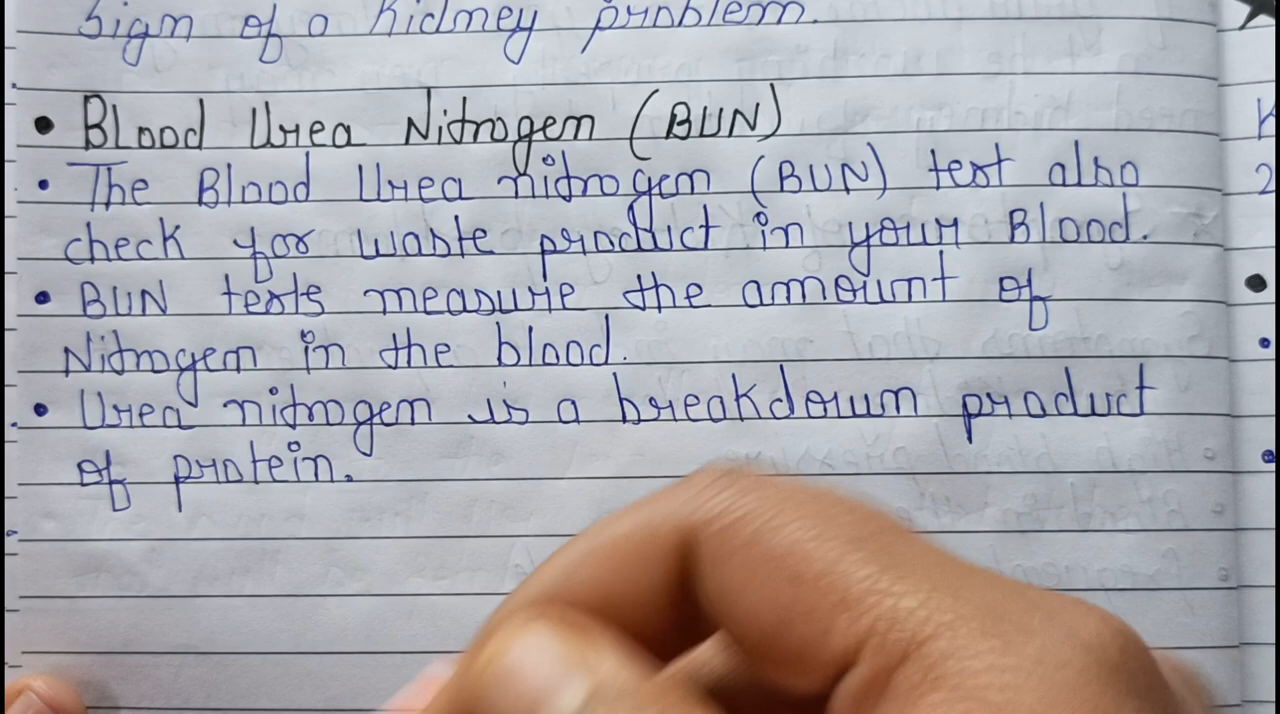 Sign of a kidney problem.
• Blood Urea Nitrogen (BUN)
• The Blood Urea nitrogen (BUN) test also
check for waste product in your Blood.
• BUN tests measure the amount of
Nitrogen in the blood.
• Urea nitrogen is a breakdown product
of protein.
2